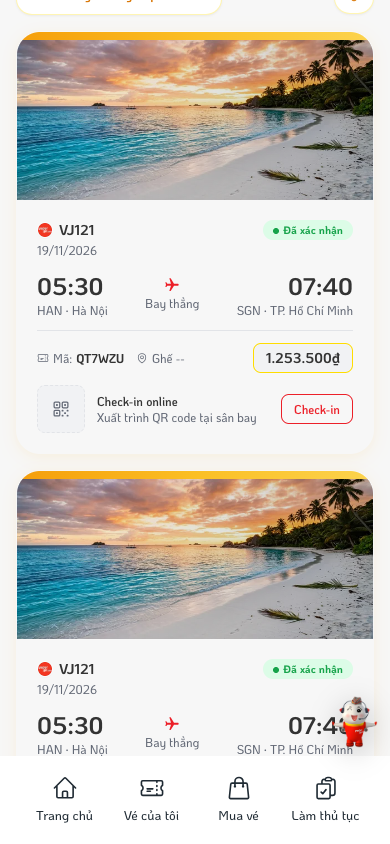 VJ121
Đã xác nhận
19/11/2026
05:30
07:40
Bay thẳng
HAN · Hà Nội
SGN · TP. Hồ Chí Minh
Mã: QT7WZU
Ghế --
1.253.500₫
Check-in online
Xuất trình QR code tại sân bay
Check-in
VJ121
Đã xác nhận
19/11/2026
05:30
Bay thẳng
HAN · Hà Nội
SGN · TP. Hồ Chí Minh
Trang chủ
Vé của tôi
Mua vé
Làm thủ tục